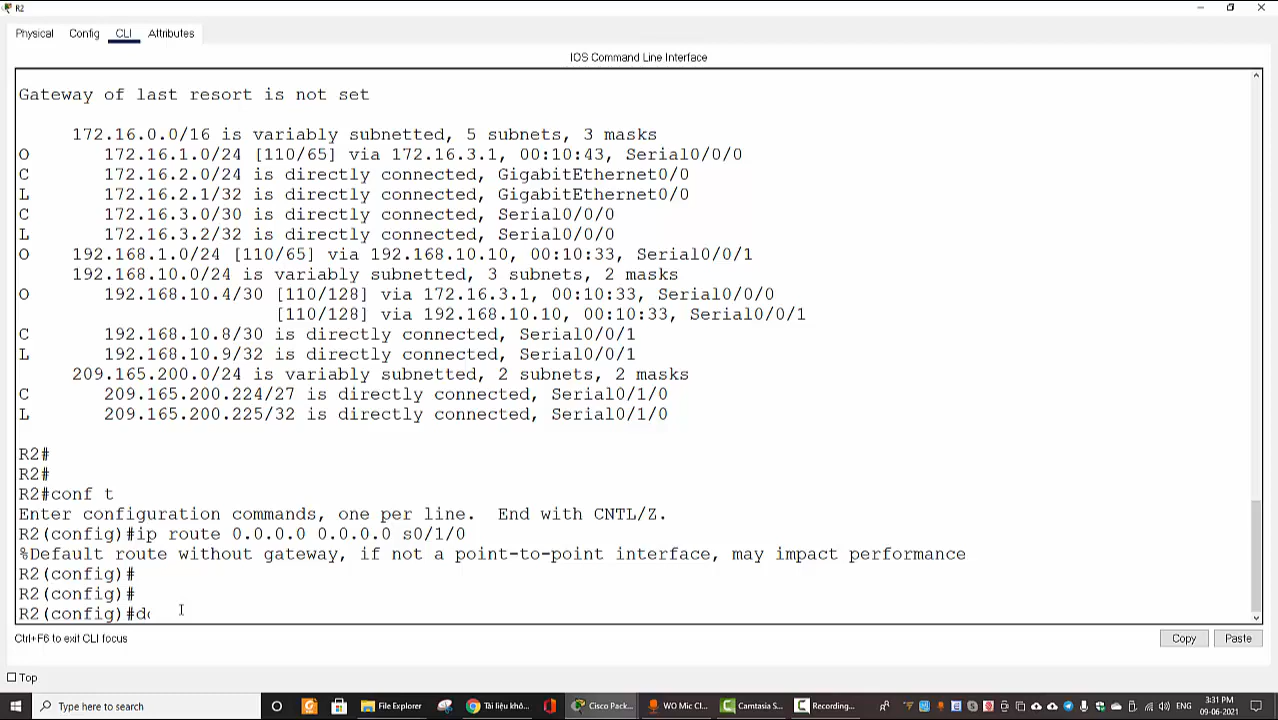 R2
Physical Config CLI Attributes
IOS Command Line Interface
Gateway of last resort is not set
172.16.0.0/16 is variably subnetted, 5 subnets, 3 masks
O 172.16.1.0/24 [110/65] via 172.16.3.1, 00:10:43, Serial0/0/0
C 172.16.2.0/24 is directly connected, GigabitEthernet0/0
L 172.16.2.1/32 is directly connected, GigabitEthernet0/0
C 172.16.3.0/30 is directly connected, Serial0/0/0
L 172.16.3.2/32 is directly connected, Serial0/0/0
O 192.168.1.0/24 [110/65] via 192.168.10.10, 00:10:33, Serial0/0/1
192.168.10.0/24 is variably subnetted, 3 subnets, 2 masks
O 192.168.10.4/30 [110/128] via 172.16.3.1, 00:10:33, Serial0/0/0
[110/128] via 192.168.10.10, 00:10:33, Serial0/0/1
C 192.168.10.8/30 is directly connected, Serial0/0/1
L 192.168.10.9/32 is directly connected, Serial0/0/1
209.165.200.0/24 is variably subnetted, 2 subnets, 2 masks
C 209.165.200.224/27 is directly connected, Serial0/1/0
L 209.165.200.225/32 is directly connected, Serial0/1/0
R2#
R2#
R2#conf t
Enter configuration commands, one per line. End with CNTL/Z.
R2(config)#ip route 0.0.0.0 0.0.0.0 s0/1/0
%Default route without gateway, if not a point-to-point interface, may impact performance
R2(config)#
R2(config)#
R2(config)#do
Ctrl+F6 to exit CLI focus
Copy Paste
Top
Type here to search
File Explorer
Tài liệu khô...
Cisco Pack...
WO Mic Cl...
Camtasia S...
Recording...
3:31 PM
09-06-2021